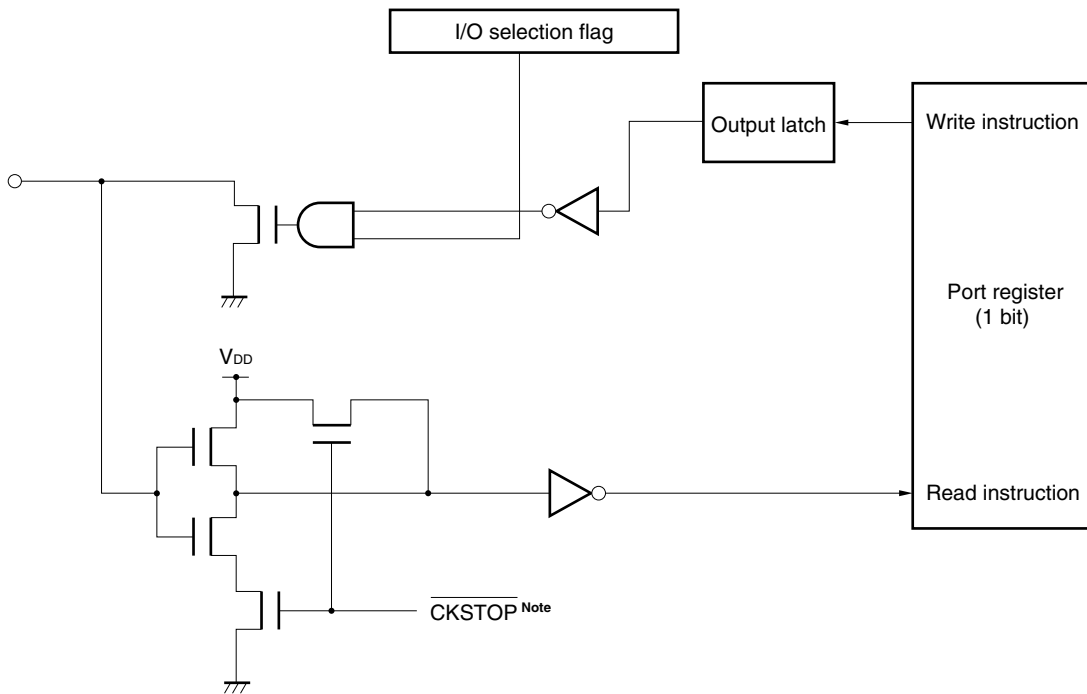 I/O selection flag
Output latch
Write instruction
Port register
(1 bit)
VDD
Read instruction
CKSTOP Note